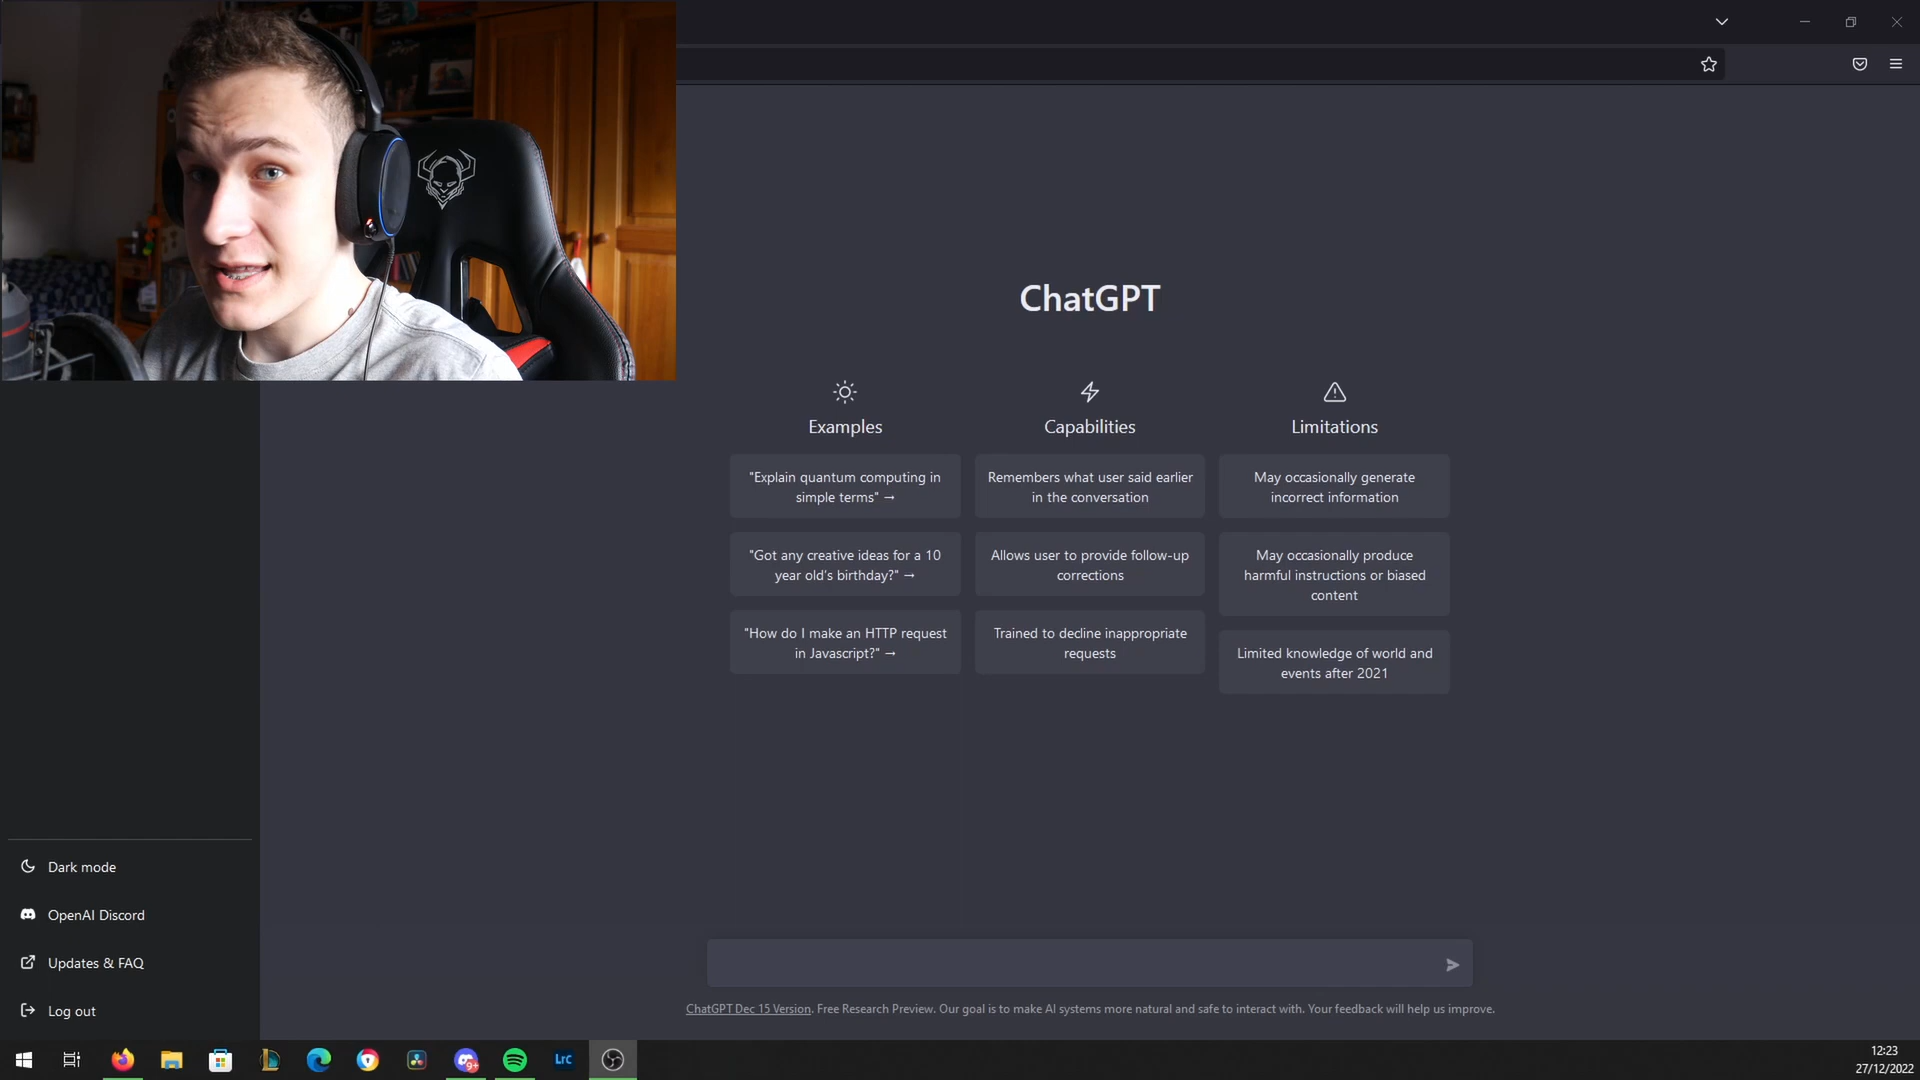 ChatGPT
Examples
"Explain quantum computing in
simple terms" →
"Got any creative ideas for a 10
year old's birthday?" →
"How do I make an HTTP request
in Javascript?" →
Capabilities
Remembers what user said earlier
in the conversation
Allows user to provide follow-up
corrections
Trained to decline inappropriate
requests
Limitations
May occasionally generate
incorrect information
May occasionally produce
harmful instructions or biased
content
Limited knowledge of world and
events after 2021
Dark mode
OpenAI Discord
Updates & FAQ
Log out
ChatGPT Dec 15 Version. Free Research Preview. Our goal is to make AI systems more natural and safe to interact with. Your feedback will help us improve.
9+
Lrc
12:23
27/12/2022